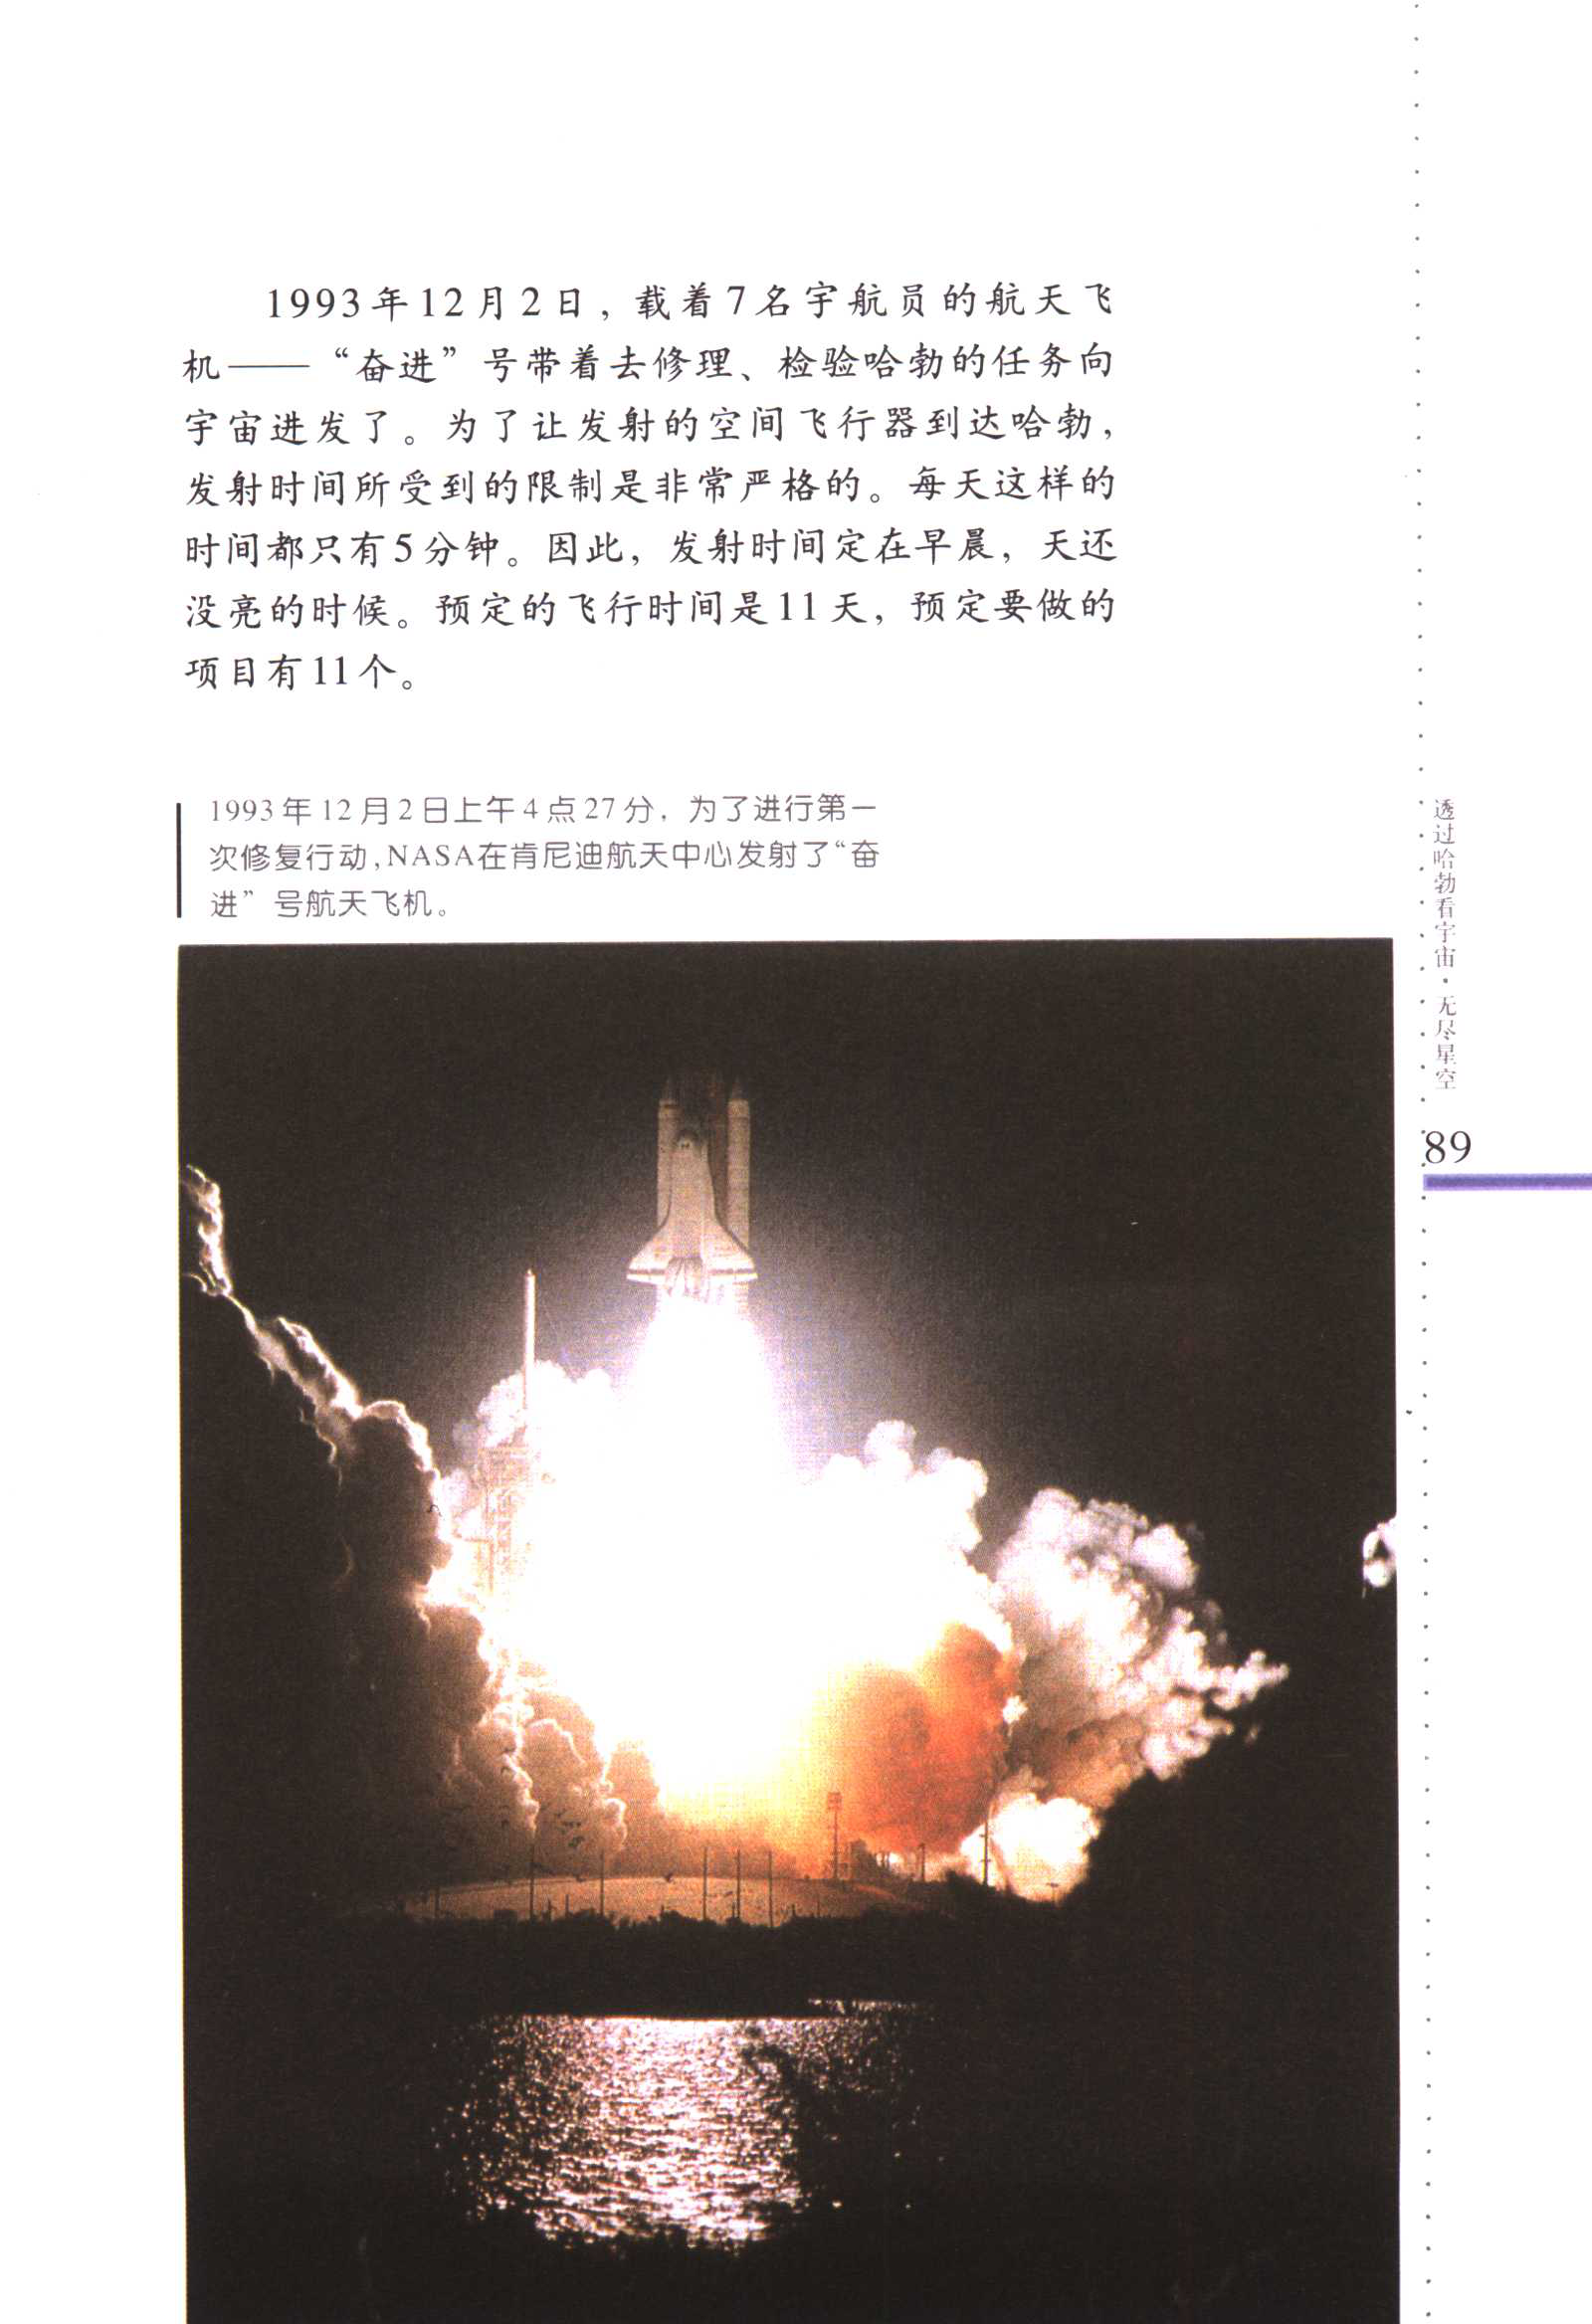 1993年12月2日，载着7名宇航员的航天飞
机——“奋进”号带着去修理、检验哈勃的任务向
宇宙进发了。为了让发射的空间飞行器到达哈勃，
发射时间所受到的限制是非常严格的。每天这样的
时间都只有5分钟。因此，发射时间定在早晨，天还
没亮的时候。预定的飞行时间是11天，预定要做的
项目有11个。
1993年12月2日上午4点27分，为了进行第一
次修复行动，NASA在肯尼迪航天中心发射了“奋
进”号航天飞机。
透过哈勃看宇宙·无尽星空
89